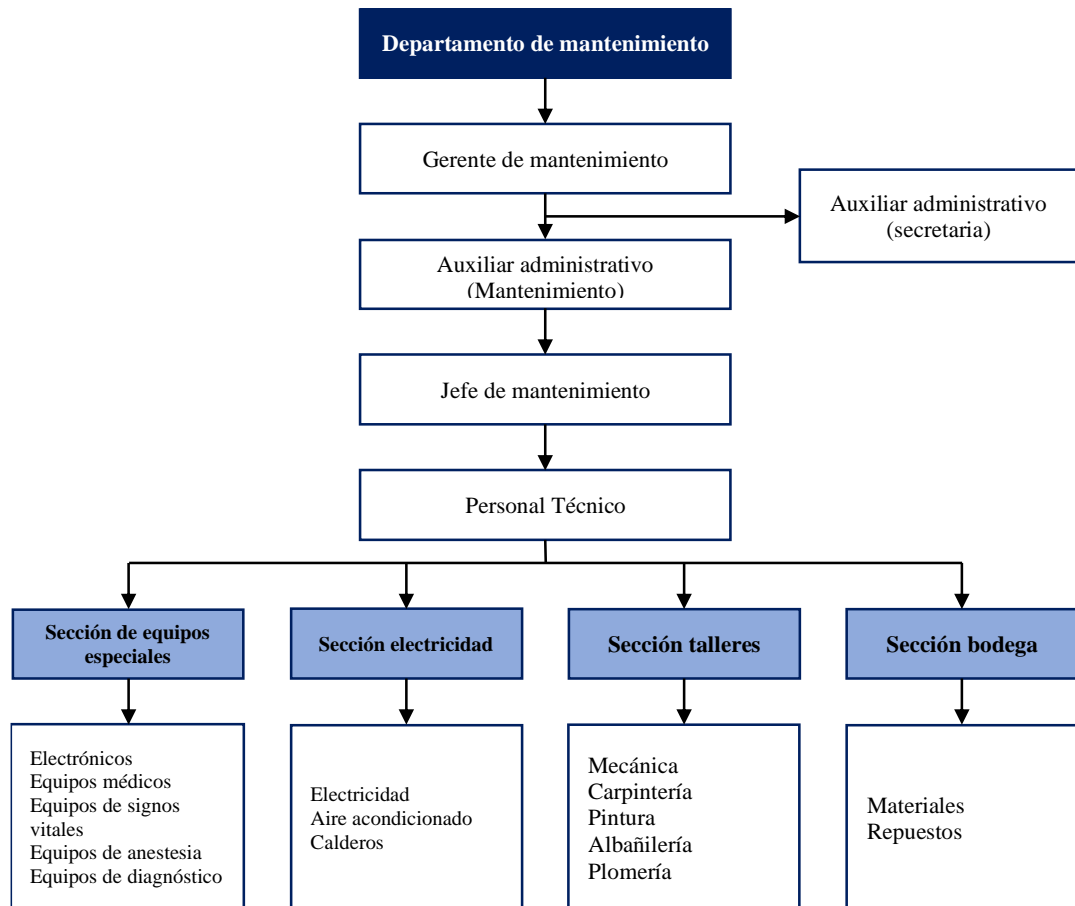 Departamento de mantenimiento
Gerente de mantenimiento
Auxiliar administrativo
(secretaria)
Auxiliar administrativo
(Mantenimiento)
Jefe de mantenimiento
Personal Técnico
Sección de equipos
especiales
Sección electricidad
Sección talleres
Sección bodega
Electrónicos
Equipos médicos
Equipos de signos
vitales
Equipos de anestesia
Equipos de diagnóstico
Electricidad
Aire acondicionado
Calderos
Mecánica
Carpintería
Pintura
Albañilería
Plomería
Materiales
Repuestos